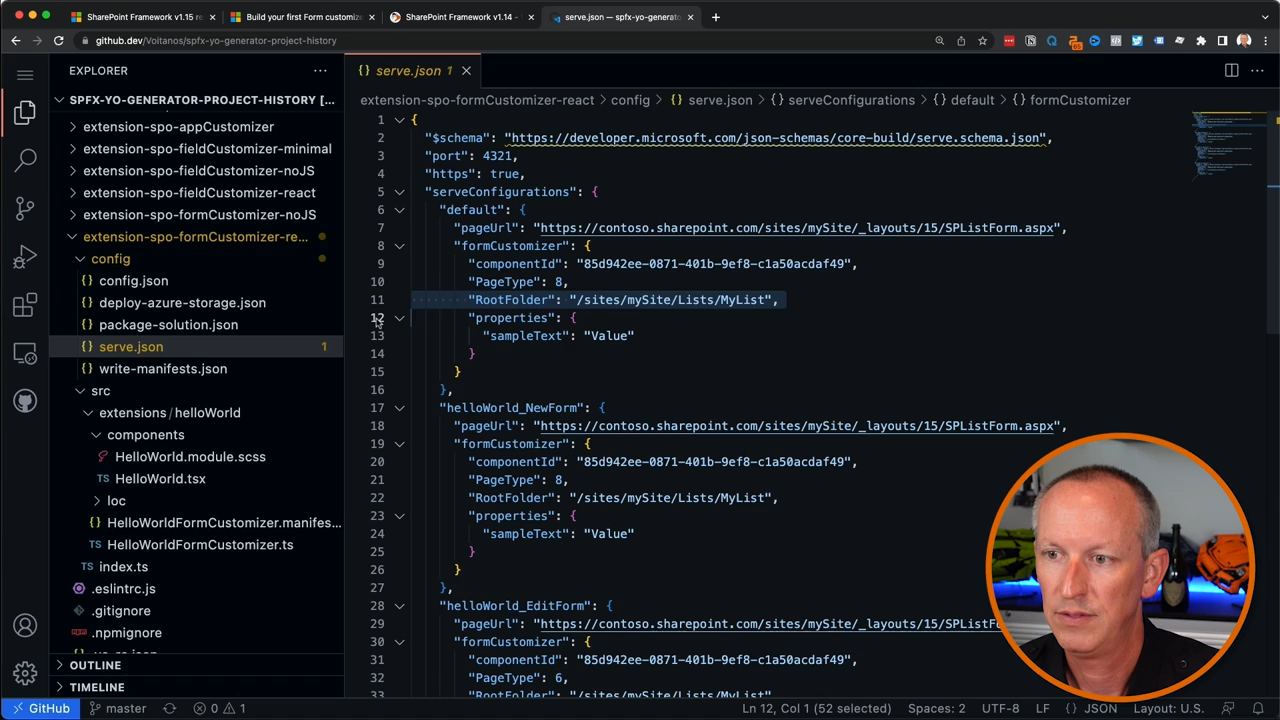 SharePoint Framework v1.15 re
Build your first Form customize
SharePoint Framework v1.14 –
serve.json — spfx-yo-generato
github.dev/Voitanos/spfx-yo-generator-project-history
EXPLORER
SPFX-YO-GENERATOR-PROJECT-HISTORY [...
extension-spo-appCustomizer
extension-spo-fieldCustomizer-minimal
extension-spo-fieldCustomizer-noJS
extension-spo-fieldCustomizer-react
extension-spo-formCustomizer-noJS
extension-spo-formCustomizer-re...
config
config.json
deploy-azure-storage.json
package-solution.json
serve.json 1
write-manifests.json
src
extensions / helloWorld
components
HelloWorld.module.scss
HelloWorld.tsx
loc
HelloWorldFormCustomizer.manifes...
HelloWorldFormCustomizer.ts
index.ts
.eslintrc.js
.gitignore
.npmignore
OUTLINE
TIMELINE
serve.json 1
extension-spo-formCustomizer-react > config > {} serve.json > {} serveConfigurations > {} default > {} formCustomizer
1 {
2 "$schema": "https://developer.microsoft.com/json-schemas/core-build/serve.schema.json",
3 "port": 4321,
4 "https": true,
5 "serveConfigurations": {
6 "default": {
7 "pageUrl": "https://contoso.sharepoint.com/sites/mySite/_layouts/15/SPListForm.aspx",
8 "formCustomizer": {
9 "componentId": "85d942ee-0871-401b-9ef8-c1a50acdaf49",
10 "PageType": 8,
11 "RootFolder": "/sites/mySite/Lists/MyList",
12 "properties": {
13 "sampleText": "Value"
14 }
15 }
16 },
17 "helloWorld_NewForm": {
18 "pageUrl": "https://contoso.sharepoint.com/sites/mySite/_layouts/15/SPListForm.aspx",
19 "formCustomizer": {
20 "componentId": "85d942ee-0871-401b-9ef8-c1a50acdaf49",
21 "PageType": 8,
22 "RootFolder": "/sites/mySite/Lists/MyList",
23 "properties": {
24 "sampleText": "Value"
25 }
26 }
27 },
28 "helloWorld_EditForm": {
29 "pageUrl": "https://contoso.sharepoint.com/sites/mySite/_layouts/15/SPL
30 "formCustomizer": {
31 "componentId": "85d942ee-0871-401b-9ef8-c1a50acdaf49",
32 "PageType": 6,
33 "RootFolder": "/sites/mySite/Lists/MyList"
GitHub master 0 1 Ln 12, Col 1 (52 selected) Spaces: 2 UTF-8 LF {} JSON Layout: U.S.